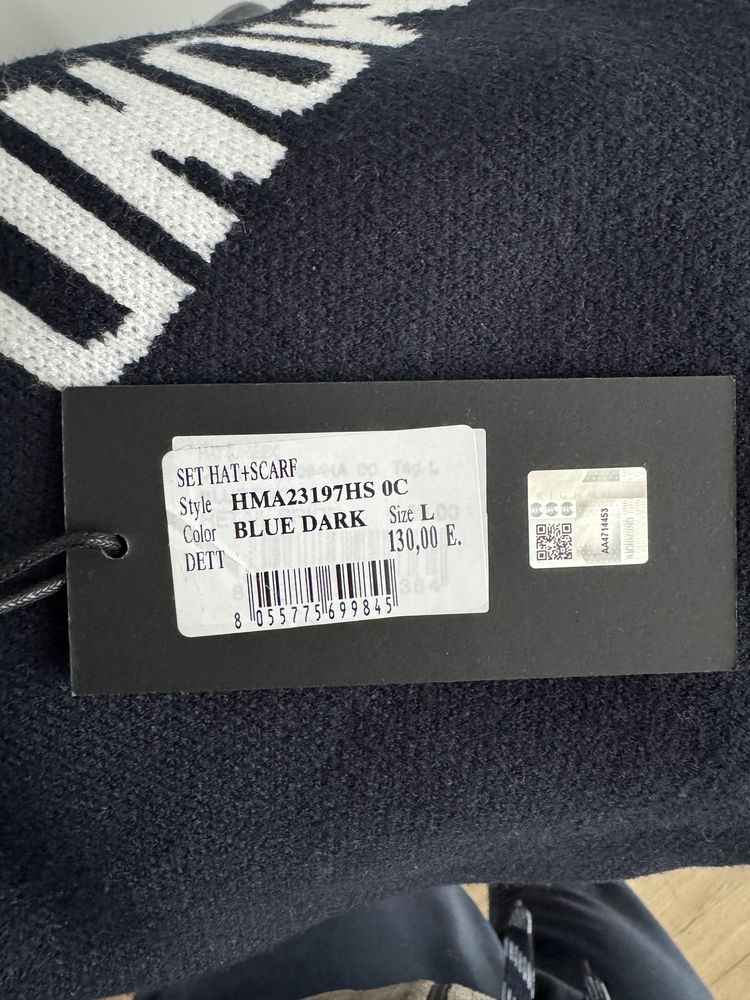 SET HAT+SCARF
Style HMA23197HS 0C
Color BLUE DARK Size L
DETT 130,00 E.
8 055775 699845
AA4714453